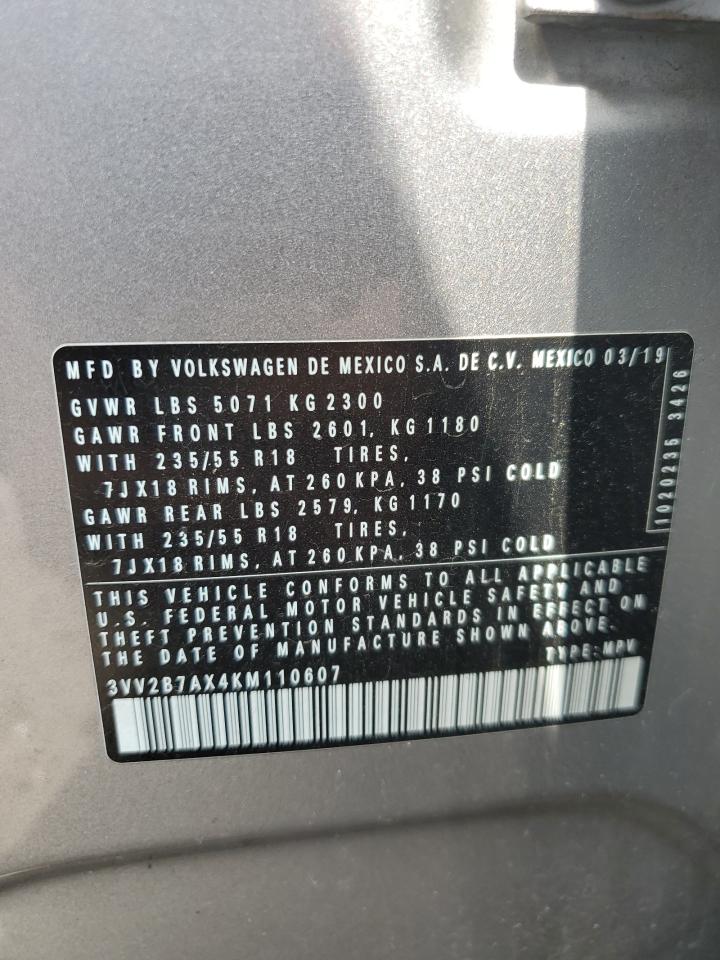 MFD BY VOLKSWAGEN DE MEXICO S.A. DE C.V. MEXICO 03/19
GVWR LBS 5071 KG 2300
GAWR FRONT LBS 2601, KG 1180
WITH 235/55 R18 TIRES,
7JX18 RIMS, AT 260 KPA, 38 PSI COLD
GAWR REAR LBS 2579, KG 1170
WITH 235/55 R18 TIRES,
7JX18 RIMS, AT 260 KPA, 38 PSI COLD
1020235 3426
THIS VEHICLE CONFORMS TO ALL APPLICABLE
U.S. FEDERAL MOTOR VEHICLE SAFETY AND
THEFT PREVENTION STANDARDS IN EFFECT ON
THE DATE OF MANUFACTURE SHOWN ABOVE.
TYPE: MPV
3VV2B7AX4KM110607